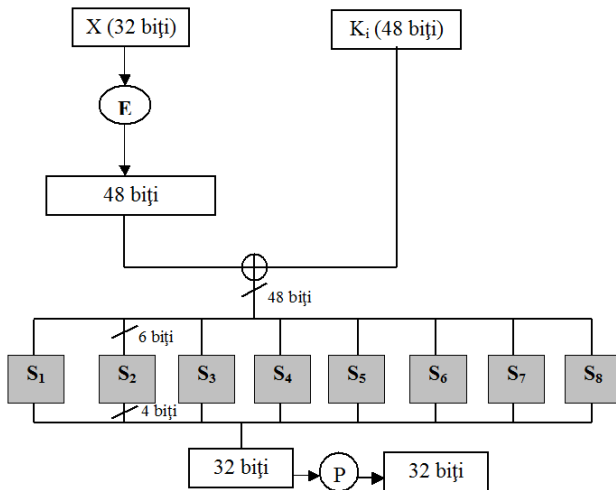 X (32 biţi)
Ki (48 biţi)
E
48 biţi
48 biţi
6 biţi
S1
S2
S3
S4
S5
S6
S7
S8
4 biţi
32 biţi
P
32 biţi